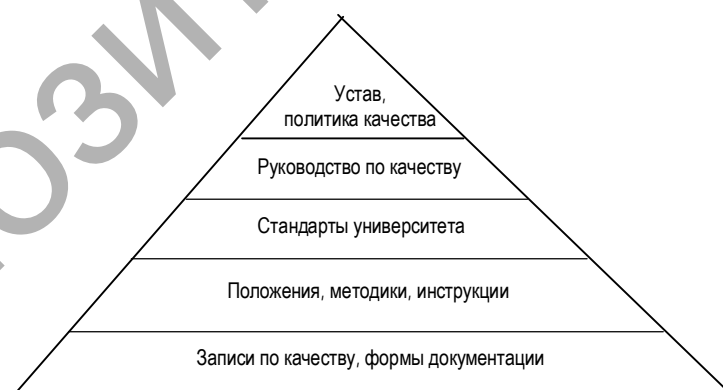 Устав,
политика качества
Руководство по качеству
Стандарты университета
Положения, методики, инструкции
Записи по качеству, формы документации